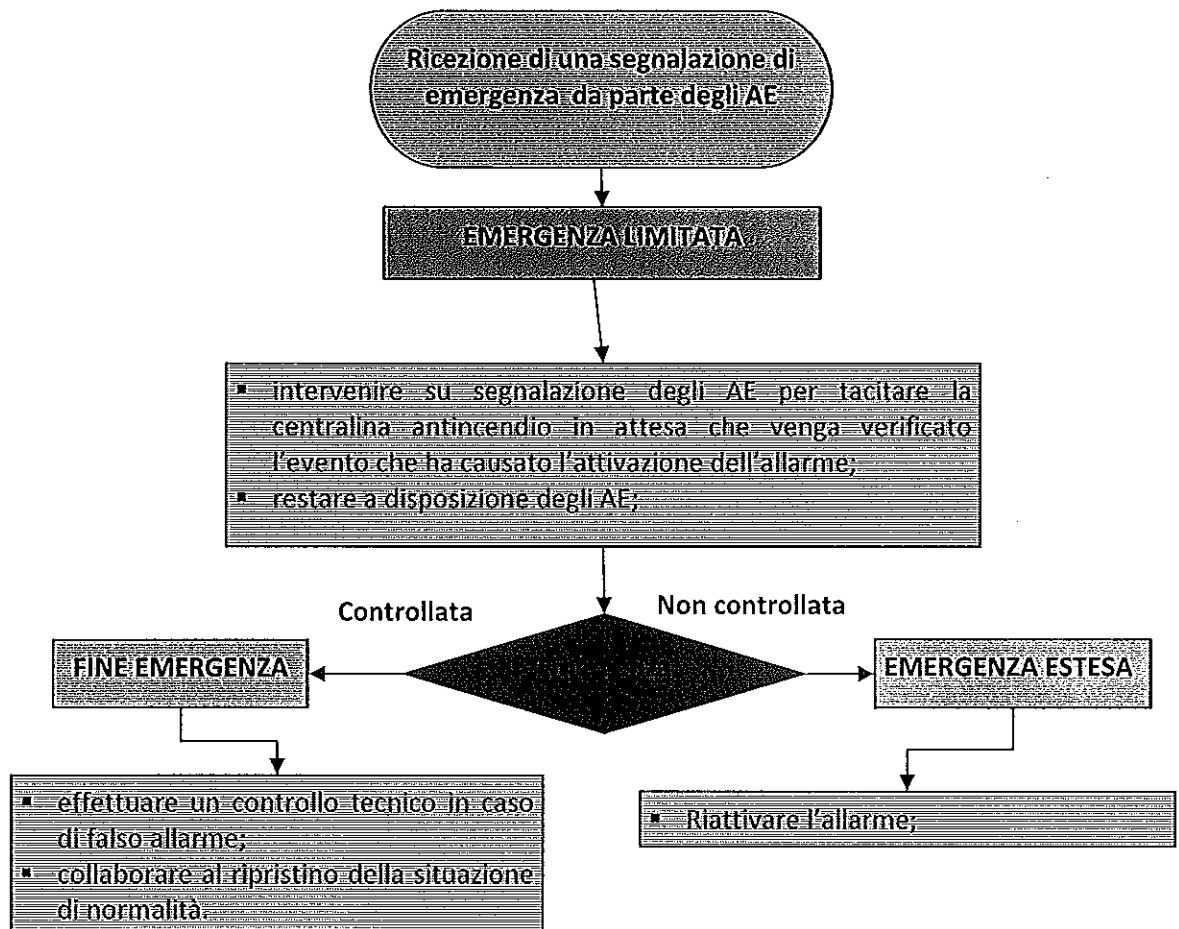 Ricezione di una segnalazione di
emergenza da parte degli AE
EMERGENZA LIMITATA
▪ intervenire su segnalazione degli AE per tacitare la
centralina antincendio in attesa che venga verificato
l'evento che ha causato l'attivazione dell'allarme;
▪ restare a disposizione degli AE;
Controllata
Non controllata
FINE EMERGENZA
EMERGENZA ESTESA
▪ effettuare un controllo tecnico in caso
di falso allarme;
▪ collaborare al ripristino della situazione
di normalità.
▪ Riattivare l'allarme;